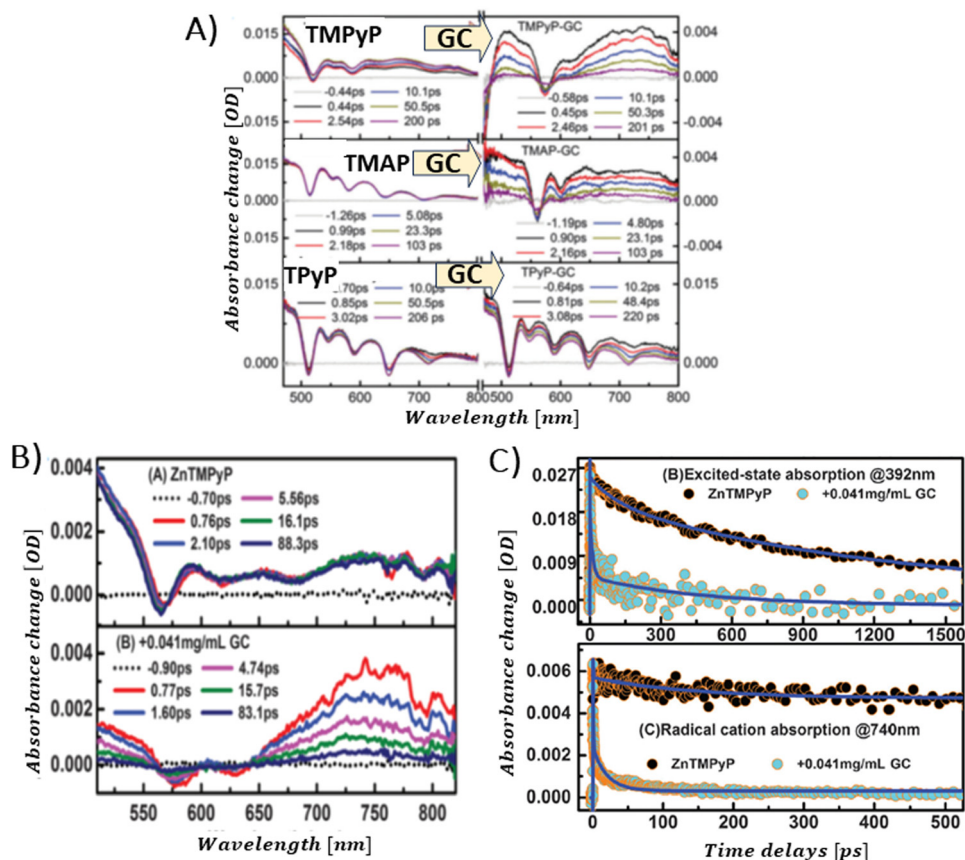 A)
TMPyP GC TMPyP-GC
0.015 0.004
0.000 0.000
-0.44ps 10.1ps -0.58ps 10.1ps
0.44ps 50.5ps 0.45ps 50.3ps
2.54ps 200 ps 2.46ps 201 ps
0.015 -0.004
TMAP GC TMAP-GC
0.015 0.004
0.000 0.000
-1.26ps 5.08ps -1.19ps 4.80ps
0.99ps 23.3ps 0.90ps 23.1ps
2.18ps 103 ps 2.16ps 103 ps
0.015 -0.004
TPyP GC TPyP-GC
.70ps 10.0ps -0.64ps 10.2ps
0.85ps 50.5ps 0.81ps 48.4ps
3.02ps 206 ps 3.08ps 220 ps
0.015 0.015
0.000 0.000
500 600 700 80 500 600 700 800
Absorbance change [OD]
Wavelength [nm]
B)
(A) ZnTMPyP
0.004
-0.70ps 5.56ps
0.76ps 16.1ps
2.10ps 88.3ps
0.002
0.000
(B) +0.041mg/mL GC
0.004
-0.90ps 4.74ps
0.77ps 15.7ps
1.60ps 83.1ps
0.002
0.000
550 600 650 700 750 800
Absorbance change [OD]
Wavelength [nm]
C)
(B)Excited-state absorption @392nm
ZnTMPyP +0.041mg/mL GC
0.027
0.018
0.009
0.000
0 300 600 900 1200 1500
(C)Radical cation absorption @740nm
ZnTMPyP +0.041mg/mL GC
0.006
0.004
0.002
0.000
0 100 200 300 400 500
Absorbance change [OD]
Time delays [ps]